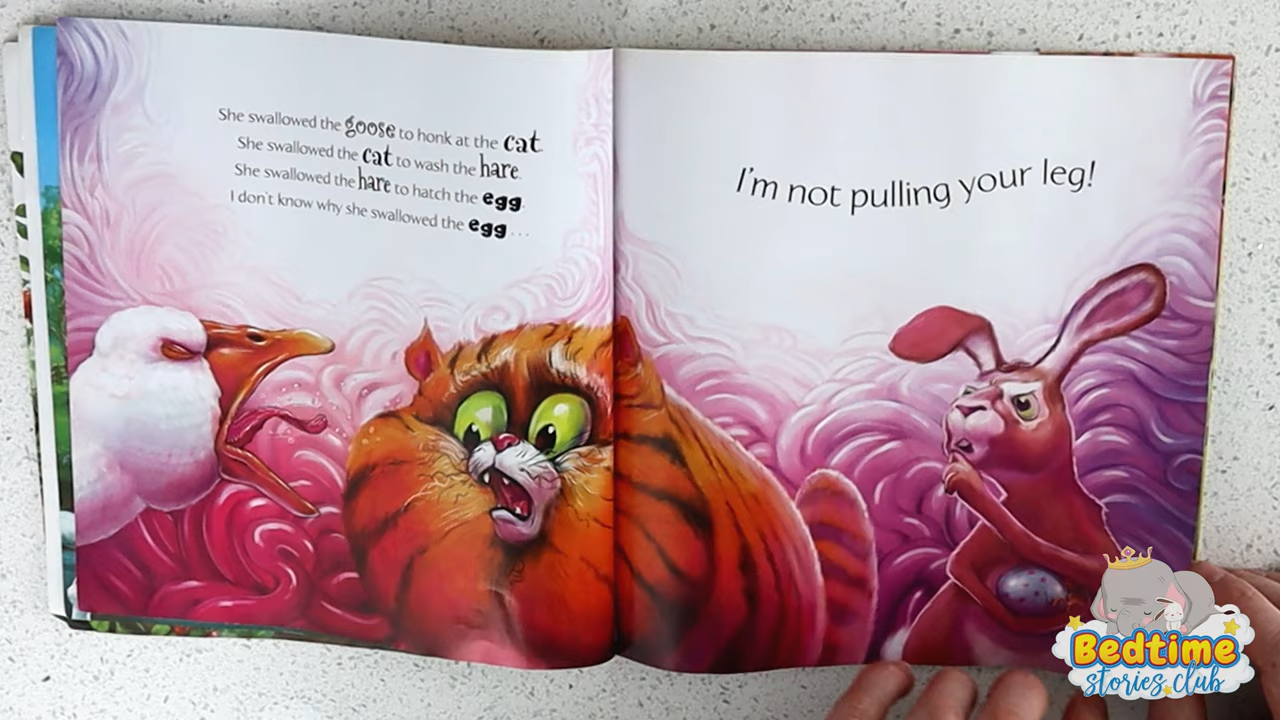 She swallowed the goose to honk at the cat.
She swallowed the cat to wash the hare.
She swallowed the hare to hatch the egg.
I don't know why she swallowed the egg . . .
I'm not pulling your leg!
Bedtime
stories club